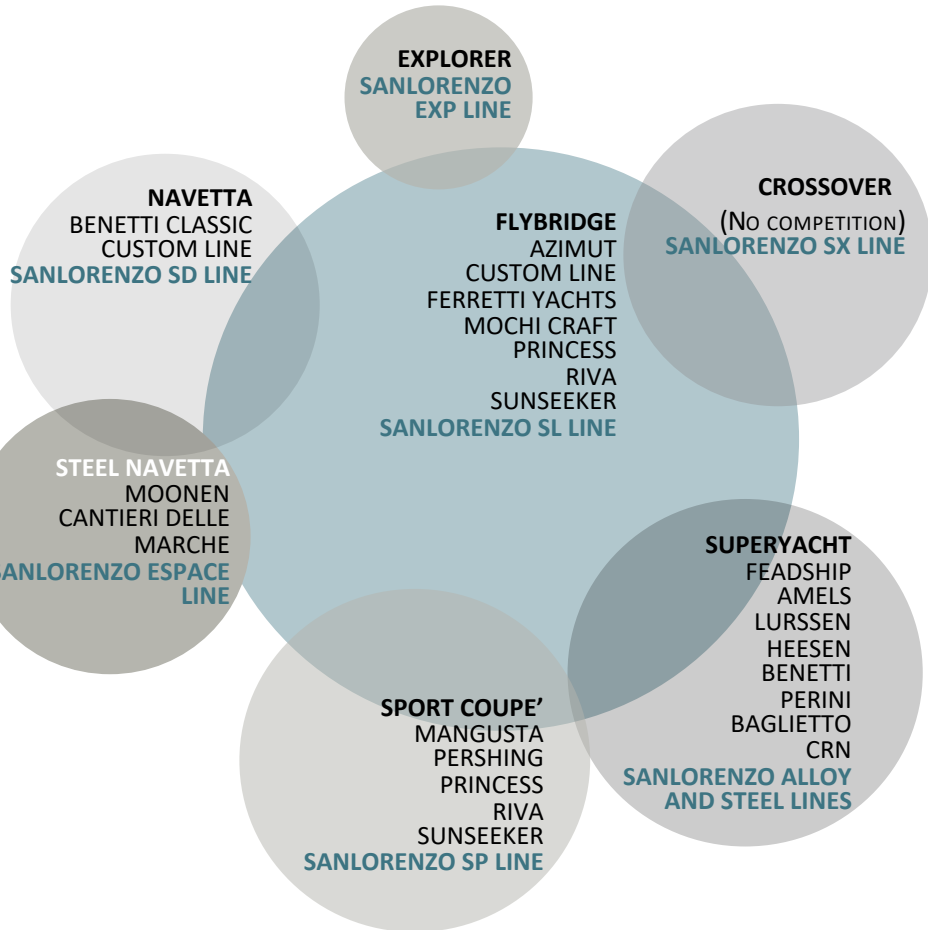 EXPLORER
SANLORENZO
EXP LINE
NAVETTA
BENETTI CLASSIC
CUSTOM LINE
SANLORENZO SD LINE
FLYBRIDGE
AZIMUT
CUSTOM LINE
FERRETTI YACHTS
MOCHI CRAFT
PRINCESS
RIVA
SUNSEEKER
SANLORENZO SL LINE
CROSSOVER
(NO COMPETITION)
SANLORENZO SX LINE
STEEL NAVETTA
MOONEN
CANTIERI DELLE
MARCHE
SANLORENZO ESPACE
LINE
SPORT COUPE’
MANGUSTA
PERSHING
PRINCESS
RIVA
SUNSEEKER
SANLORENZO SP LINE
SUPERYACHT
FEADSHIP
AMELS
LURSSEN
HEESEN
BENETTI
PERINI
BAGLIETTO
CRN
SANLORENZO ALLOY
AND STEEL LINES